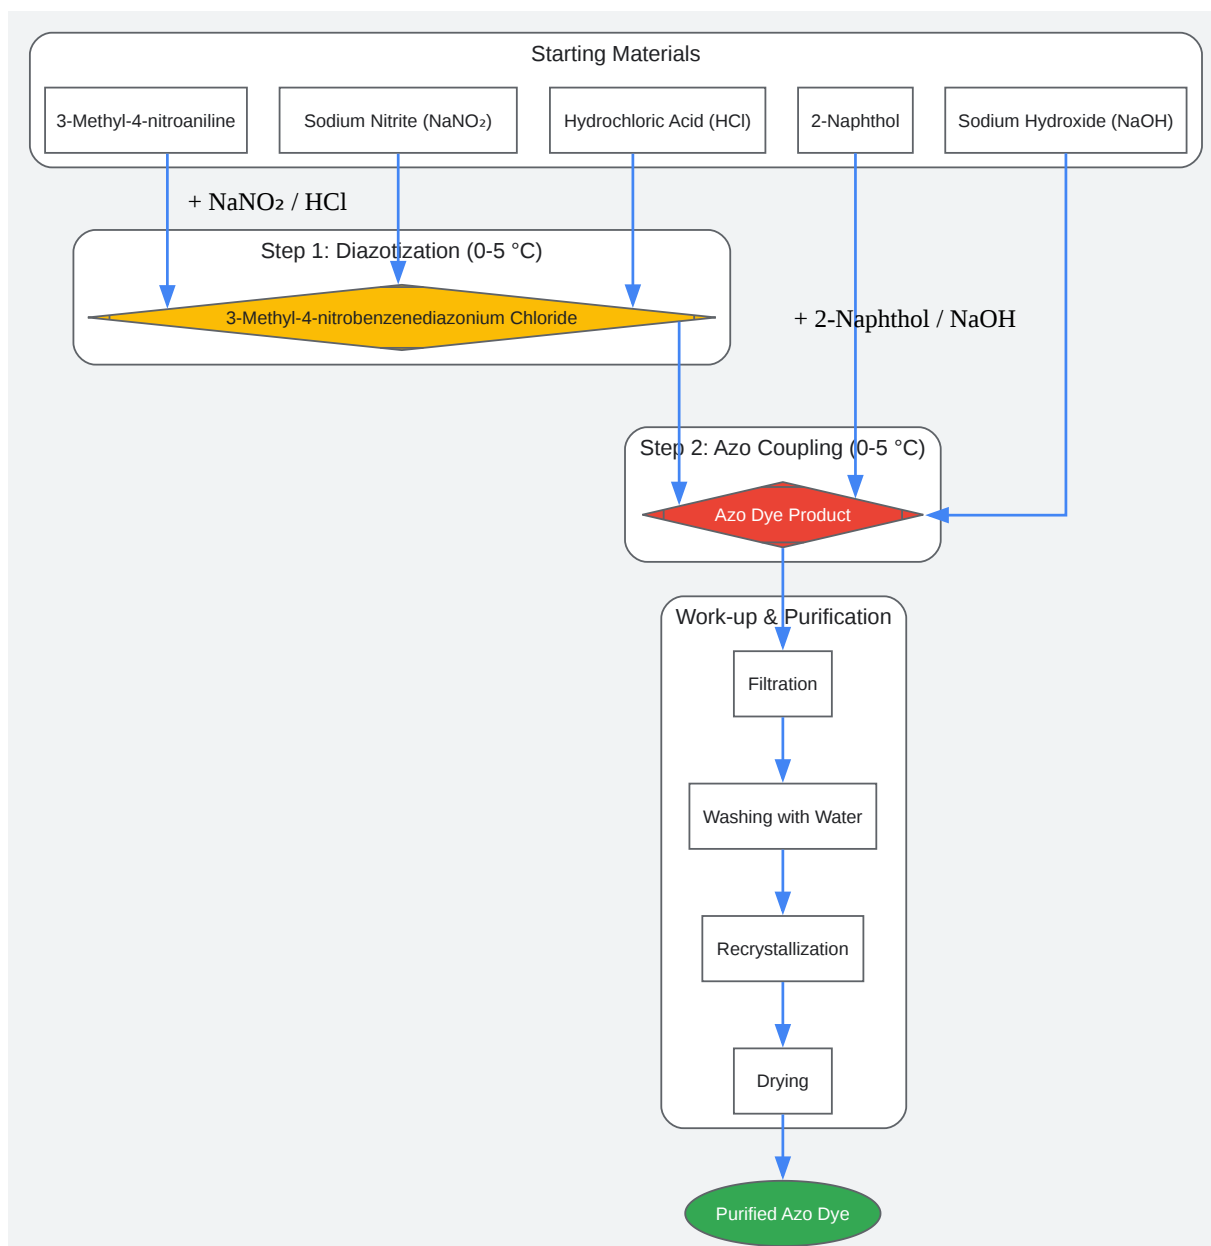 Starting Materials
3-Methyl-4-nitroaniline
Sodium Nitrite (NaNO₂)
Hydrochloric Acid (HCl)
2-Naphthol
Sodium Hydroxide (NaOH)
+ NaNO₂ / HCl
Step 1: Diazotization (0-5 °C)
3-Methyl-4-nitrobenzenediazonium Chloride
+ 2-Naphthol / NaOH
Step 2: Azo Coupling (0-5 °C)
Azo Dye Product
Work-up & Purification
Filtration
Washing with Water
Recrystallization
Drying
Purified Azo Dye